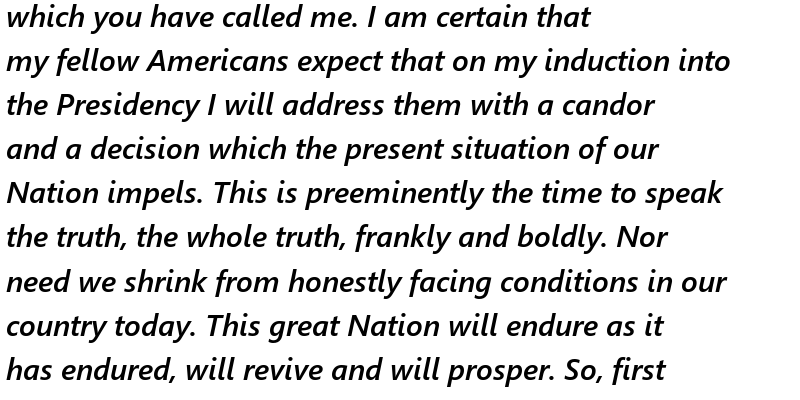 which you have called me. I am certain that
my fellow Americans expect that on my induction into
the Presidency I will address them with a candor
and a decision which the present situation of our
Nation impels. This is preeminently the time to speak
the truth, the whole truth, frankly and boldly. Nor
need we shrink from honestly facing conditions in our
country today. This great Nation will endure as it
has endured, will revive and will prosper. So, first